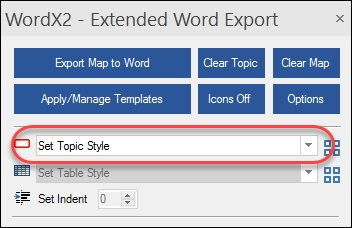 WordX2 - Extended Word Export
Export Map to Word Clear Topic Clear Map
Apply/Manage Templates Icons Off Options
Set Topic Style
Set Table Style
Set Indent 0